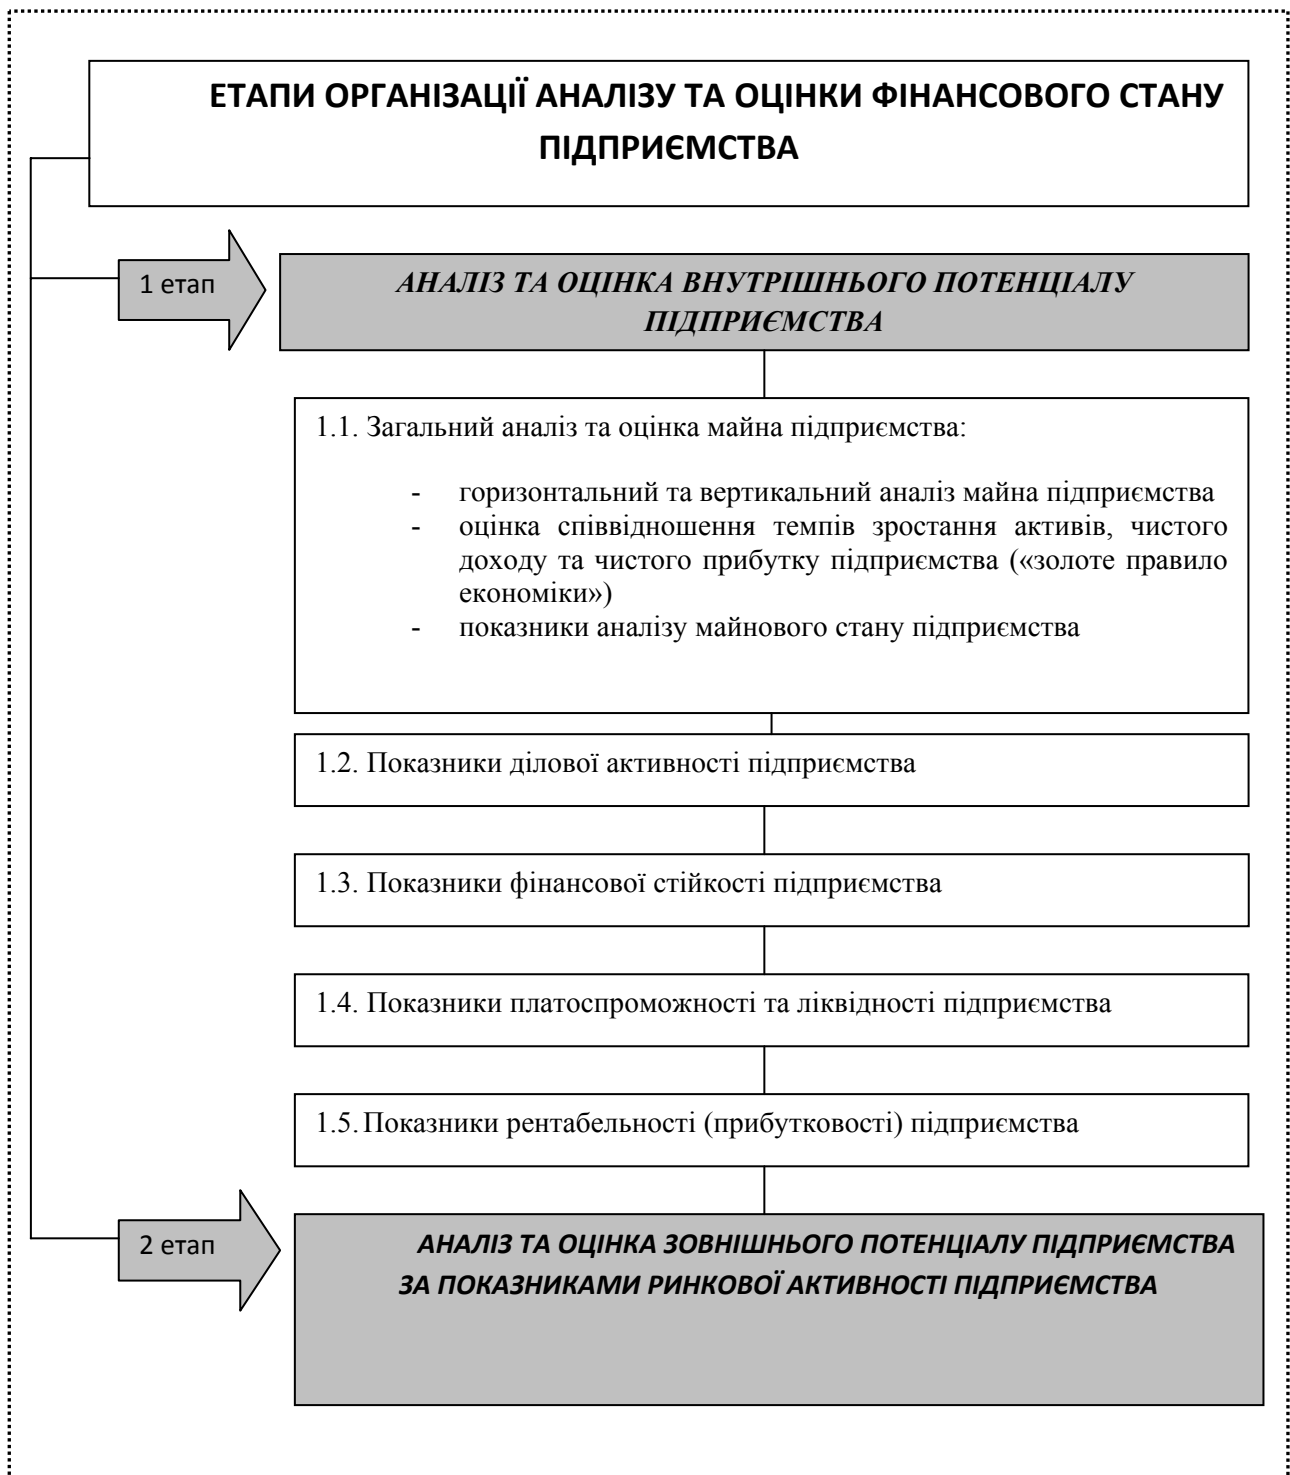 ЕТАПИ ОРГАНІЗАЦІЇ АНАЛІЗУ ТА ОЦІНКИ ФІНАНСОВОГО СТАНУ
ПІДПРИЄМСТВА
1 етап
АНАЛІЗ ТА ОЦІНКА ВНУТРІШНЬОГО ПОТЕНЦІАЛУ
ПІДПРИЄМСТВА
1.1. Загальний аналіз та оцінка майна підприємства:
- горизонтальний та вертикальний аналіз майна підприємства
- оцінка співвідношення темпів зростання активів, чистого
доходу та чистого прибутку підприємства («золоте правило
економіки»)
- показники аналізу майнового стану підприємства
1.2. Показники ділової активності підприємства
1.3. Показники фінансової стійкості підприємства
1.4. Показники платоспроможності та ліквідності підприємства
1.5. Показники рентабельності (прибутковості) підприємства
2 етап
АНАЛІЗ ТА ОЦІНКА ЗОВНІШНЬОГО ПОТЕНЦІАЛУ ПІДПРИЄМСТВА
ЗА ПОКАЗНИКАМИ РИНКОВОЇ АКТИВНОСТІ ПІДПРИЄМСТВА